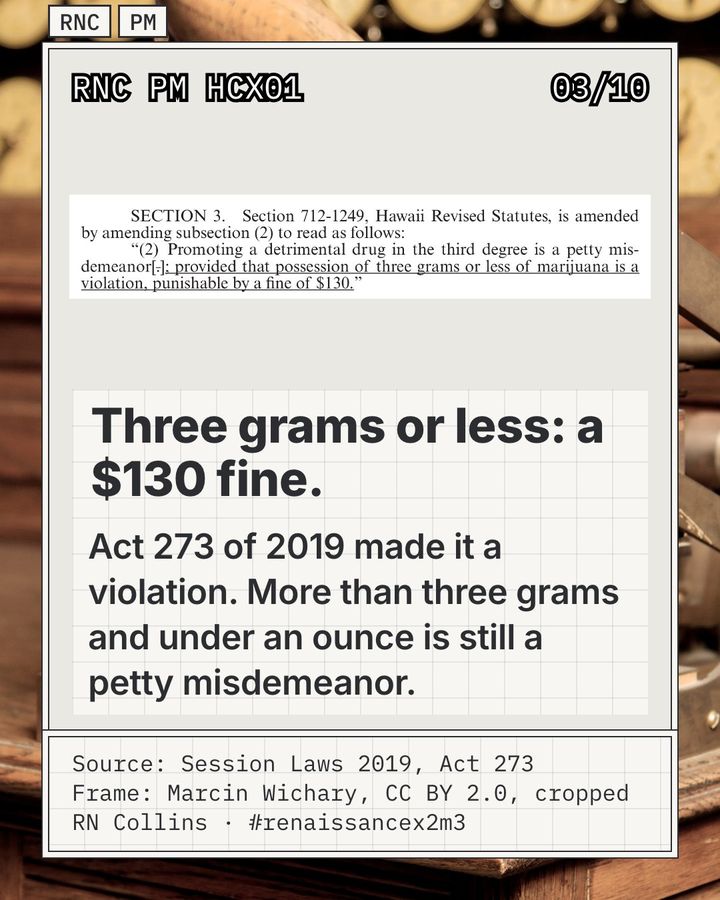 RNC PM
RNC PM HCX01 03/10
SECTION 3. Section 712-1249, Hawaii Revised Statutes, is amended
by amending subsection (2) to read as follows:
“(2) Promoting a detrimental drug in the third degree is a petty mis-
demeanor[.]; provided that possession of three grams or less of marijuana is a
violation, punishable by a fine of $130.”
Three grams or less: a
$130 fine.
Act 273 of 2019 made it a
violation. More than three grams
and under an ounce is still a
petty misdemeanor.
Source: Session Laws 2019, Act 273
Frame: Marcin Wichary, CC BY 2.0, cropped
RN Collins · #renaissancex2m3